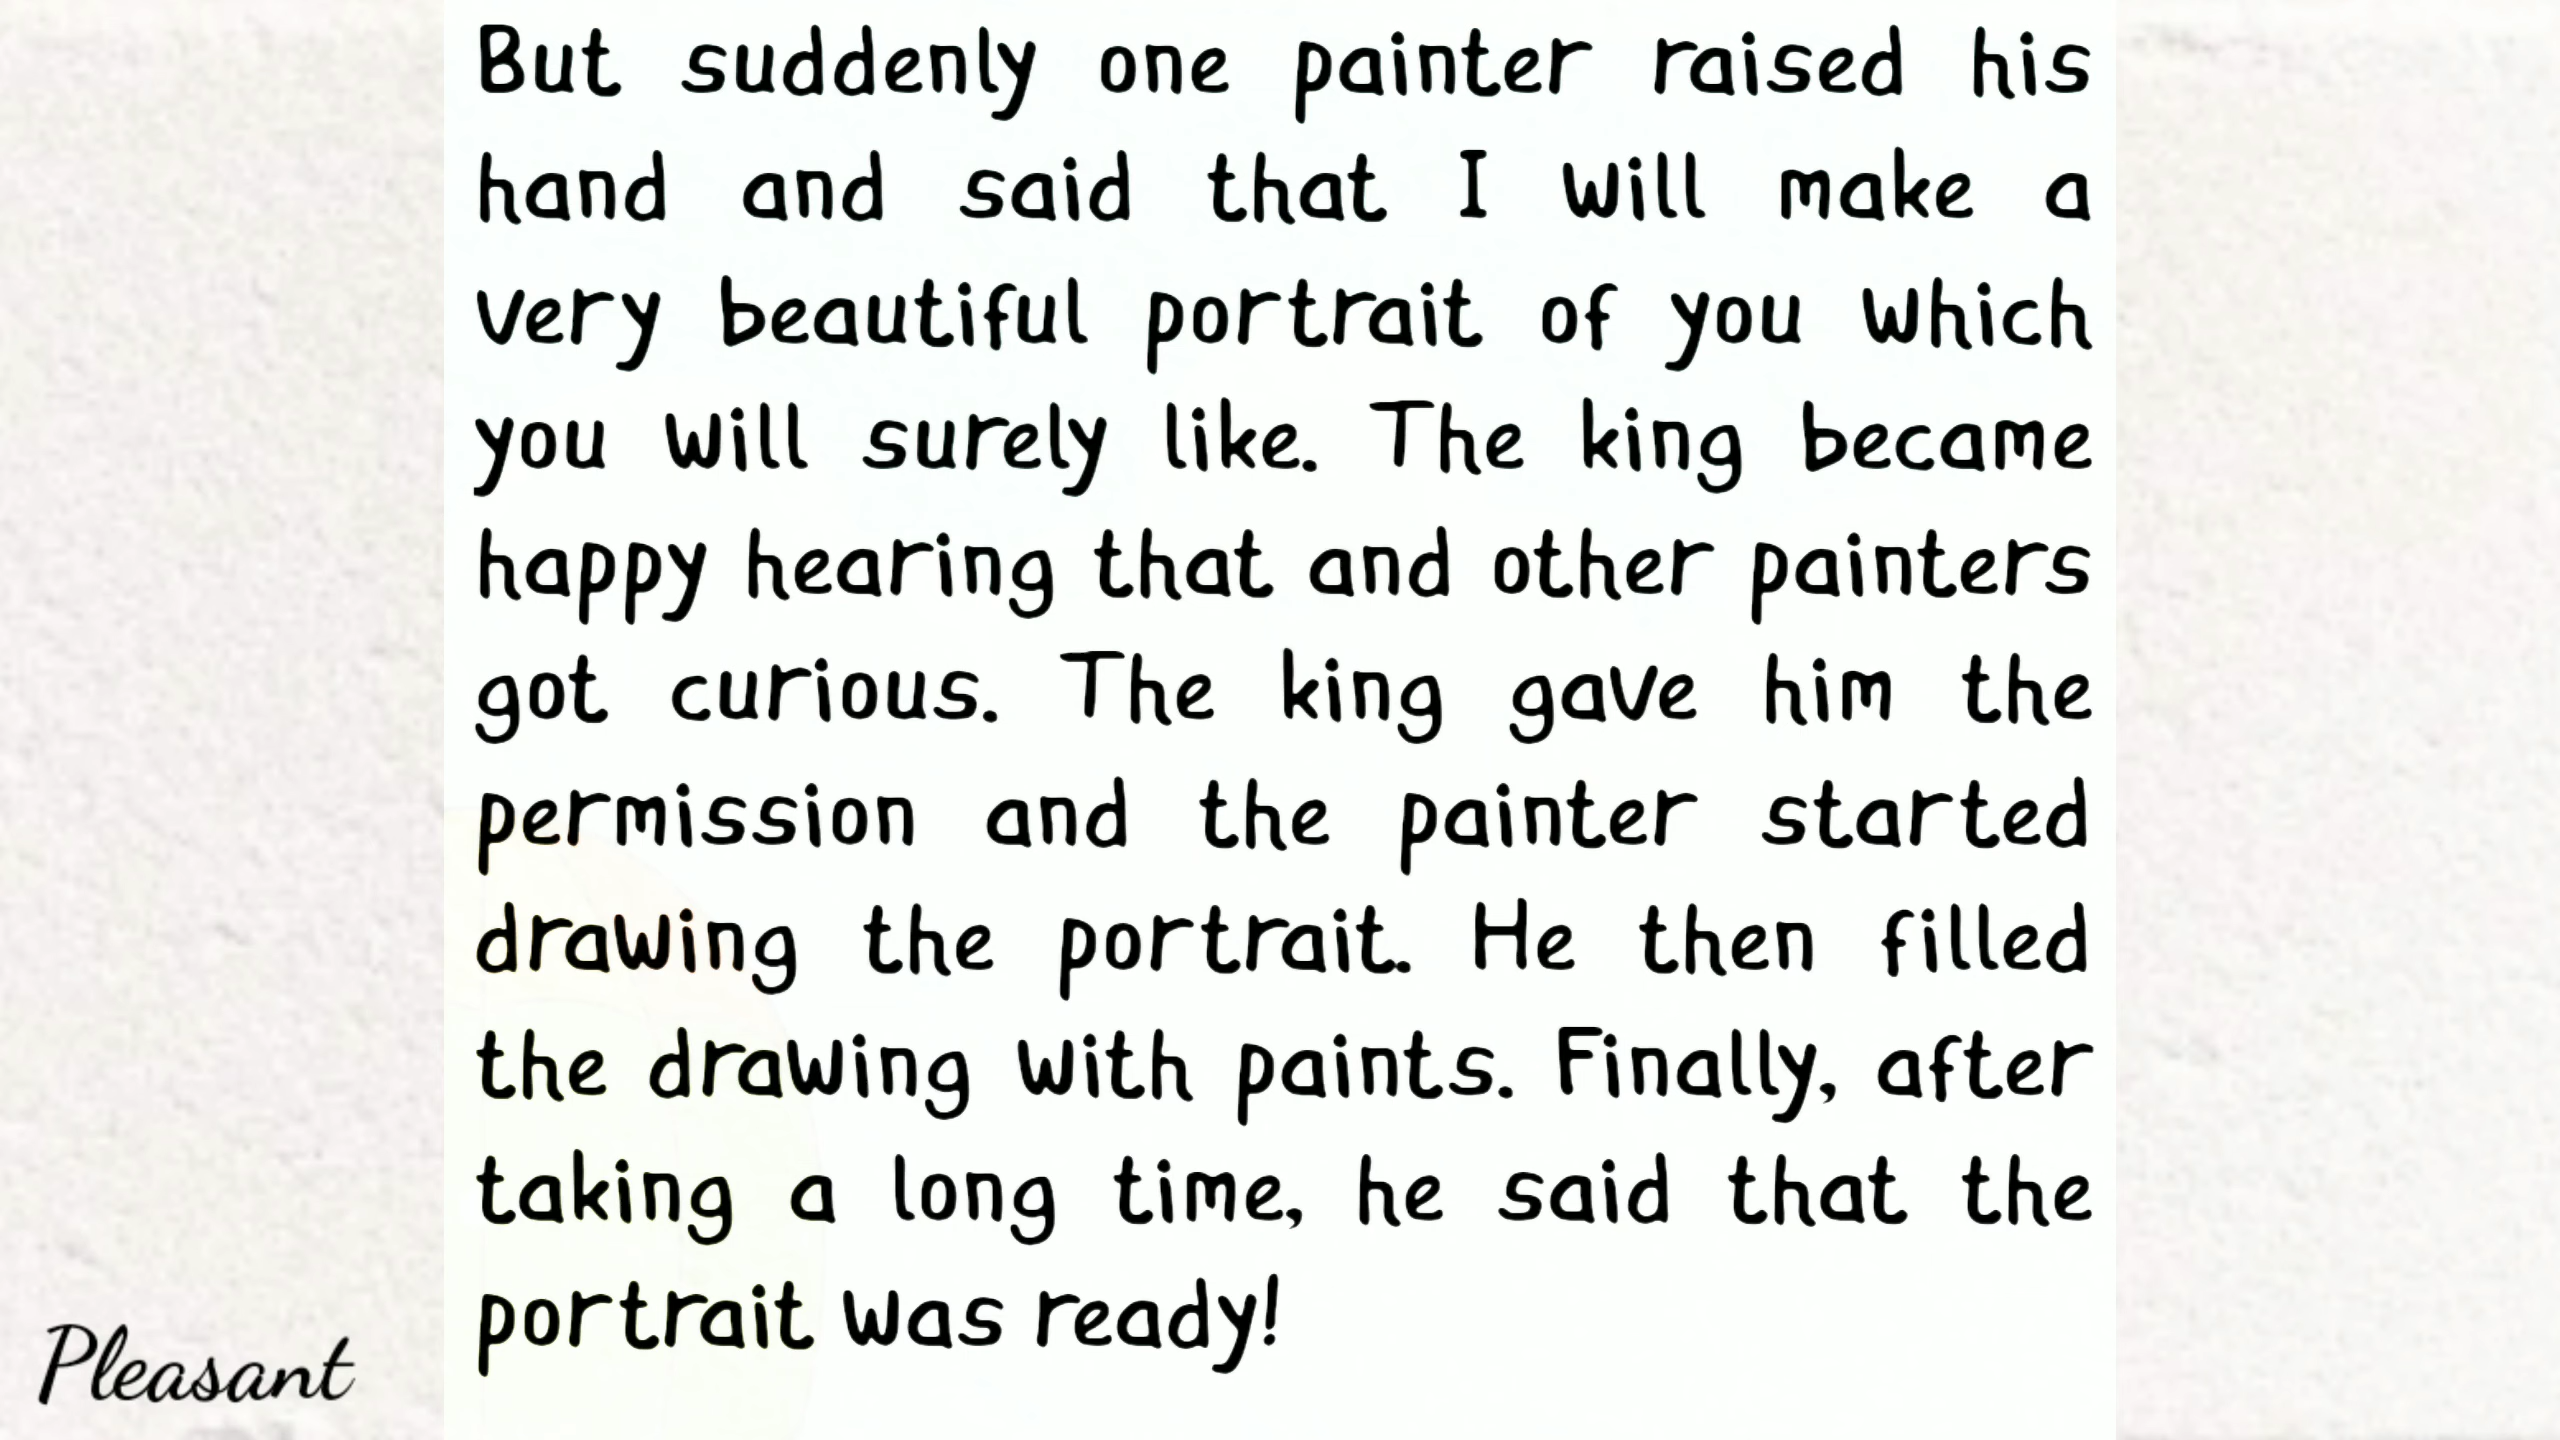 But suddenly one painter raised his
hand and said that I will make a
very beautiful portrait of you which
you will surely like. The king became
happy hearing that and other painters
got curious. The king gave him the
permission and the painter started
drawing the portrait. He then filled
the drawing with paints. Finally, after
taking a long time, he said that the
portrait was ready!
Pleasant